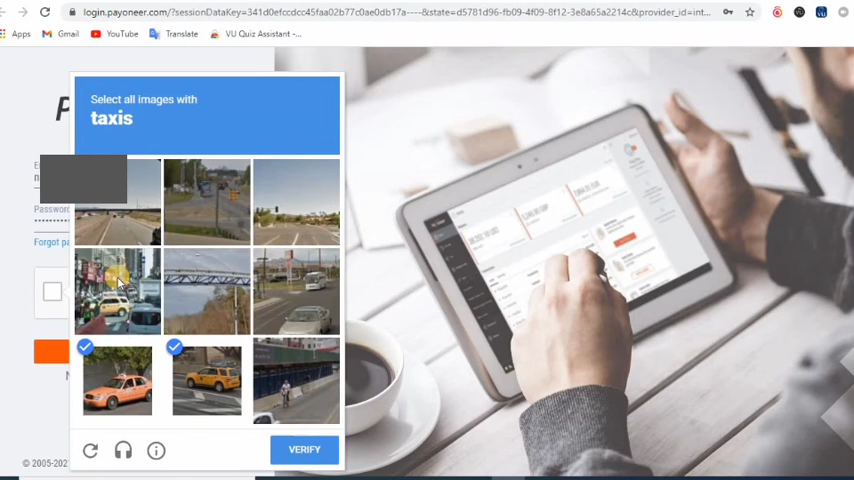 login.payoneer.com/?sessionDataKey=341d0efccdcc45faa02b77c0ae0db17a----&state=d5781d96-fb09-4f09-8f12-3e8a65a2214c&provider_id=int...
Apps
Gmail
YouTube
Translate
VU Quiz Assistant -...
P
Select all images with
taxis
E
n
Password
Forgot pa
VERIFY
© 2005-202